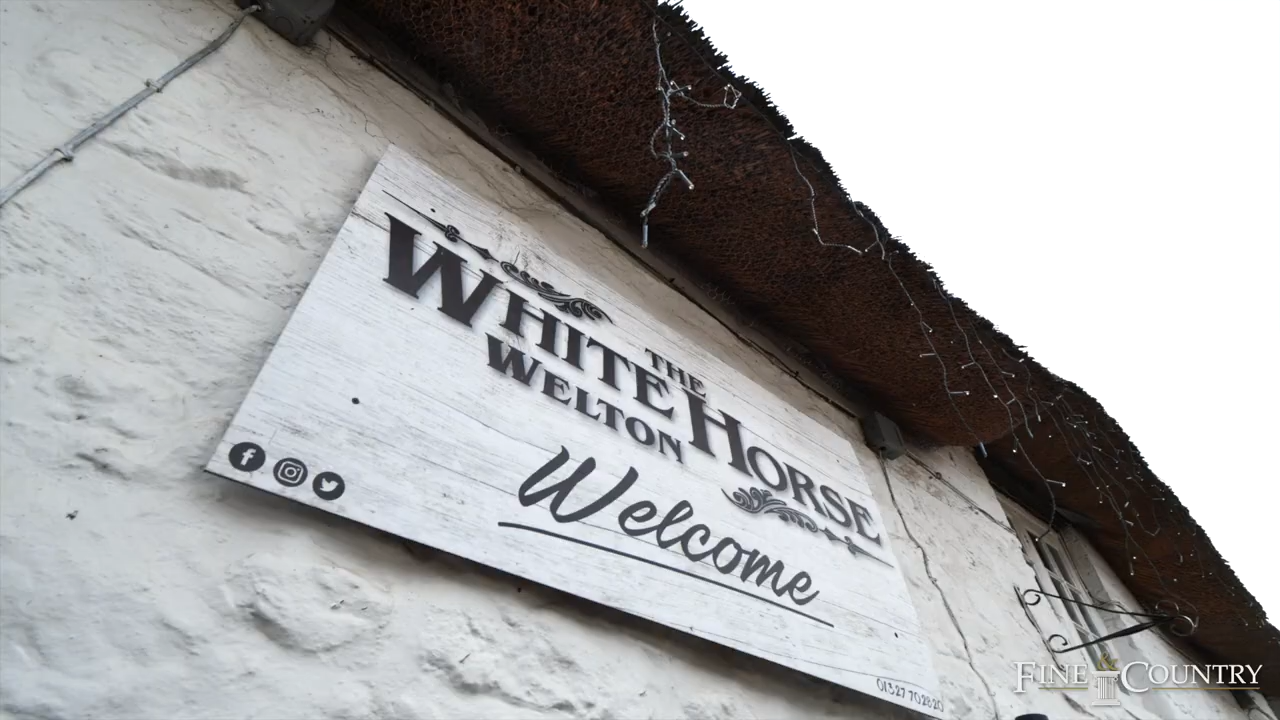 THE
WHITE HORSE
WELTON
Welcome
01327 702820
FINE & COUNTRY